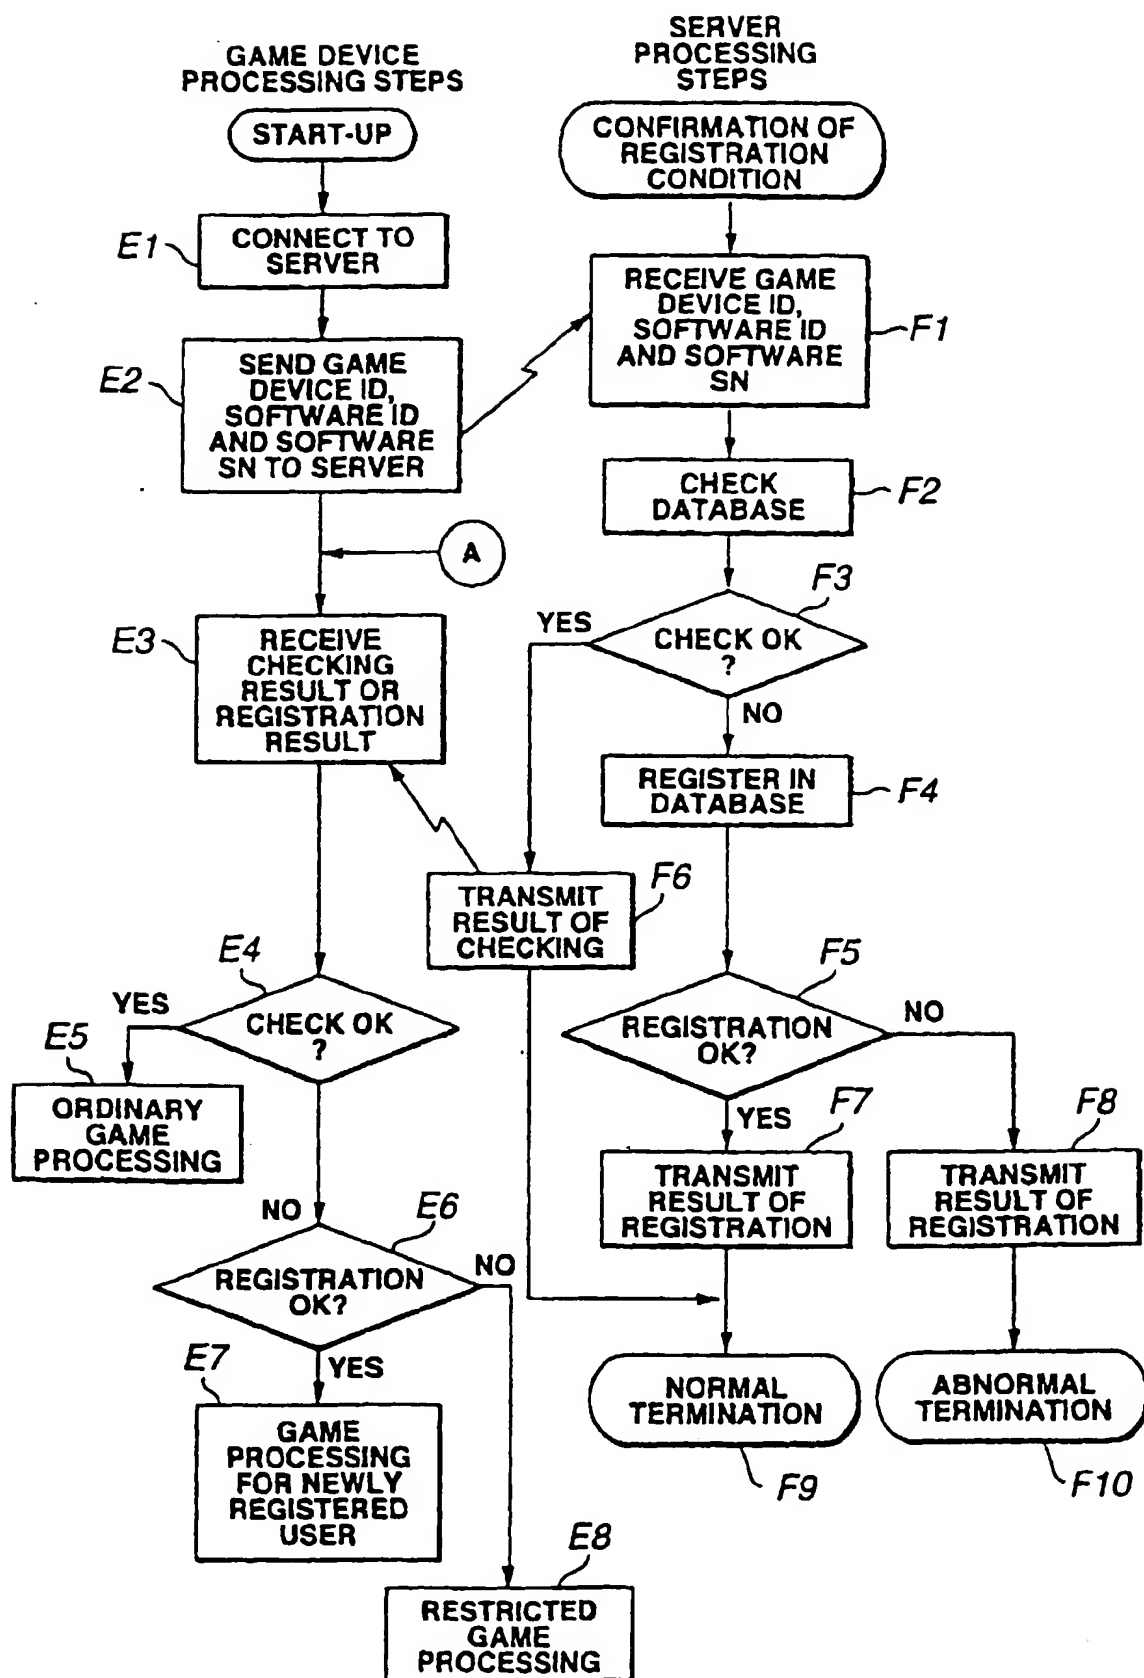 GAME DEVICE
PROCESSING STEPS
START-UP
E1
CONNECT TO
SERVER
E2
SEND GAME
DEVICE ID,
SOFTWARE ID
AND SOFTWARE
SN TO SERVER
A
E3
RECEIVE
CHECKING
RESULT OR
REGISTRATION
RESULT
E4
CHECK OK
?
YES
E5
ORDINARY
GAME
PROCESSING
NO
E6
REGISTRATION
OK?
NO
YES
E7
GAME
PROCESSING
FOR NEWLY
REGISTERED
USER
E8
RESTRICTED
GAME
PROCESSING
SERVER
PROCESSING
STEPS
CONFIRMATION OF
REGISTRATION
CONDITION
RECEIVE GAME
DEVICE ID,
SOFTWARE ID
AND SOFTWARE
SN
F1
CHECK
DATABASE
F2
F3
YES
CHECK OK
?
NO
REGISTER IN
DATABASE
F4
F6
TRANSMIT
RESULT OF
CHECKING
F5
REGISTRATION
OK?
NO
YES
F7
TRANSMIT
RESULT OF
REGISTRATION
F8
TRANSMIT
RESULT OF
REGISTRATION
NORMAL
TERMINATION
F9
ABNORMAL
TERMINATION
F10